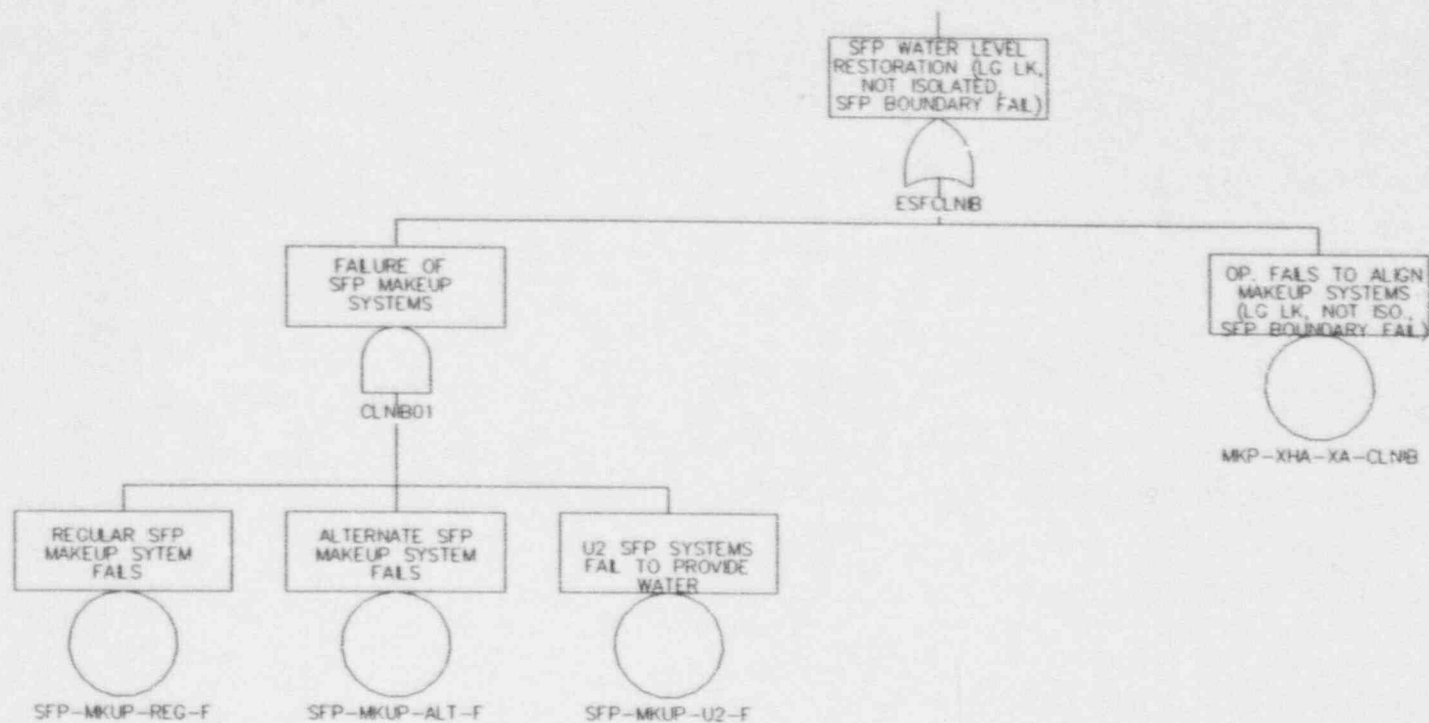 SFP WATER LEVEL
RESTORATION (LG LK,
NOT ISOLATED,
SFP BOUNDARY FAIL)
ESFCLNIB
FAILURE OF
SFP MAKEUP
SYSTEMS
CLNIB01
OP. FAILS TO ALIGN
MAKEUP SYSTEMS
(LG LK, NOT ISO.,
SFP BOUNDARY FAIL)
MKP-XHA-XA-CLNIB
REGULAR SFP
MAKEUP SYTEM
FAILS
SFP-MKUP-REG-F
ALTERNATE SFP
MAKEUP SYSTEM
FAILS
SFP-MKUP-ALT-F
U2 SFP SYSTEMS
FAIL TO PROVIDE
WATER
SFP-MKUP-U2-F